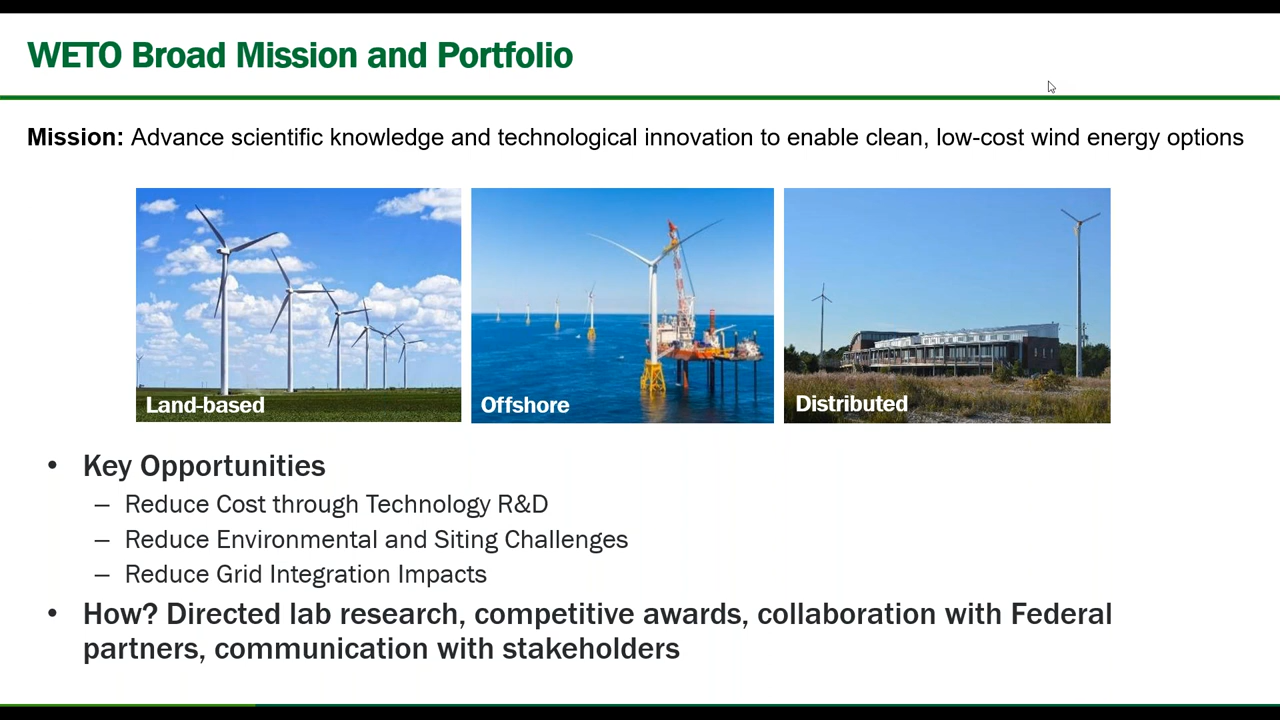 WETO Broad Mission and Portfolio
Mission: Advance scientific knowledge and technological innovation to enable clean, low-cost wind energy options
Land-based
Offshore
Distributed
• Key Opportunities
– Reduce Cost through Technology R&D
– Reduce Environmental and Siting Challenges
– Reduce Grid Integration Impacts
• How? Directed lab research, competitive awards, collaboration with Federal
partners, communication with stakeholders